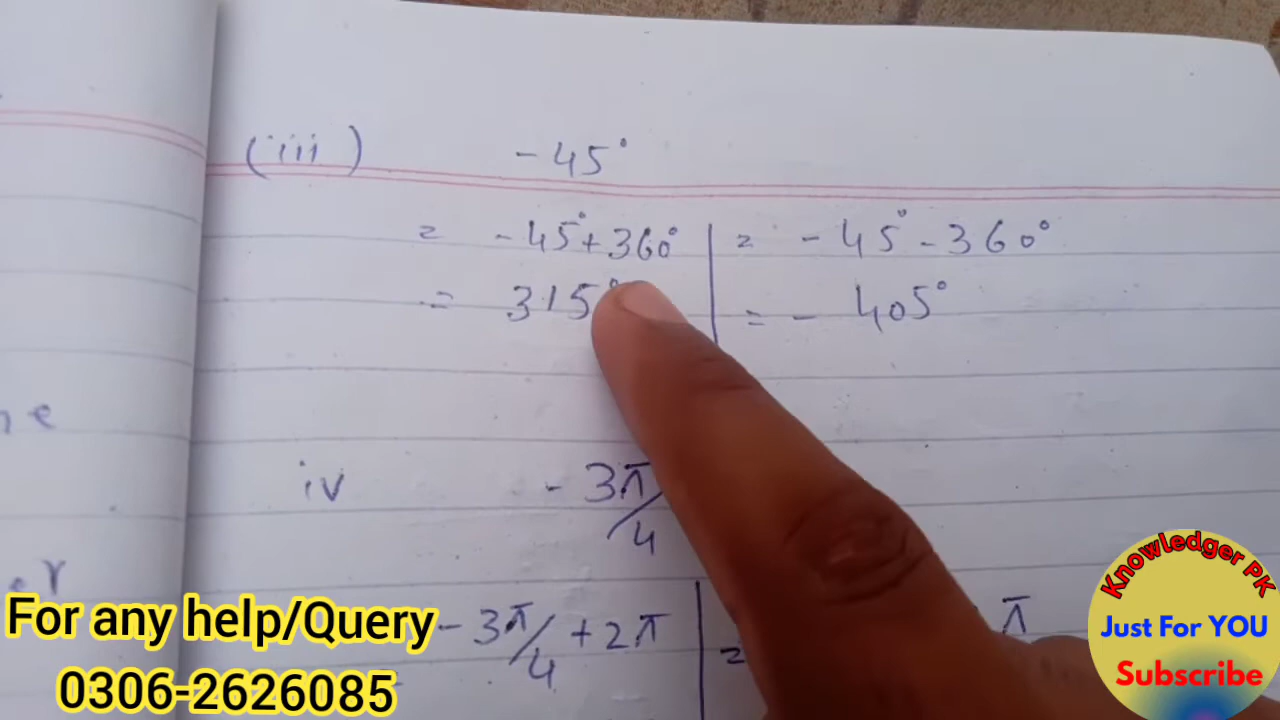 (iii) -45°
= -45°+360° = -45°-360°
= 315° = -405°
iv -3π/4
-3π/4 +2π = π
For any help/Query
0306-2626085
Knowledger PK
Just For YOU
Subscribe